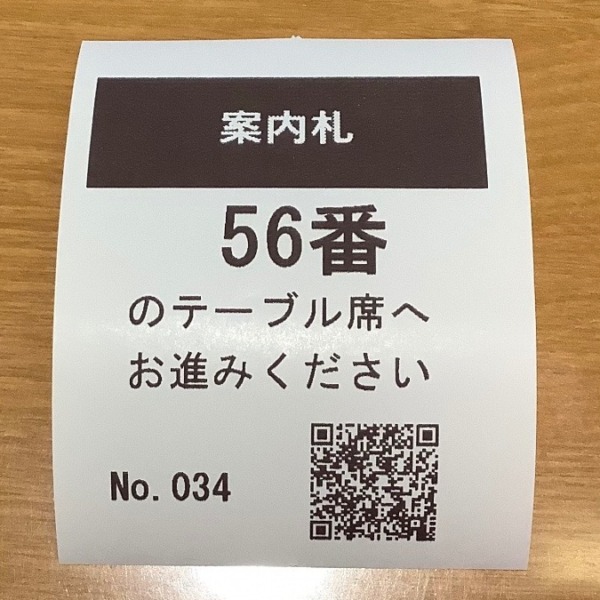 案内札
56番
のテーブル席へ
お進みください
No. 034